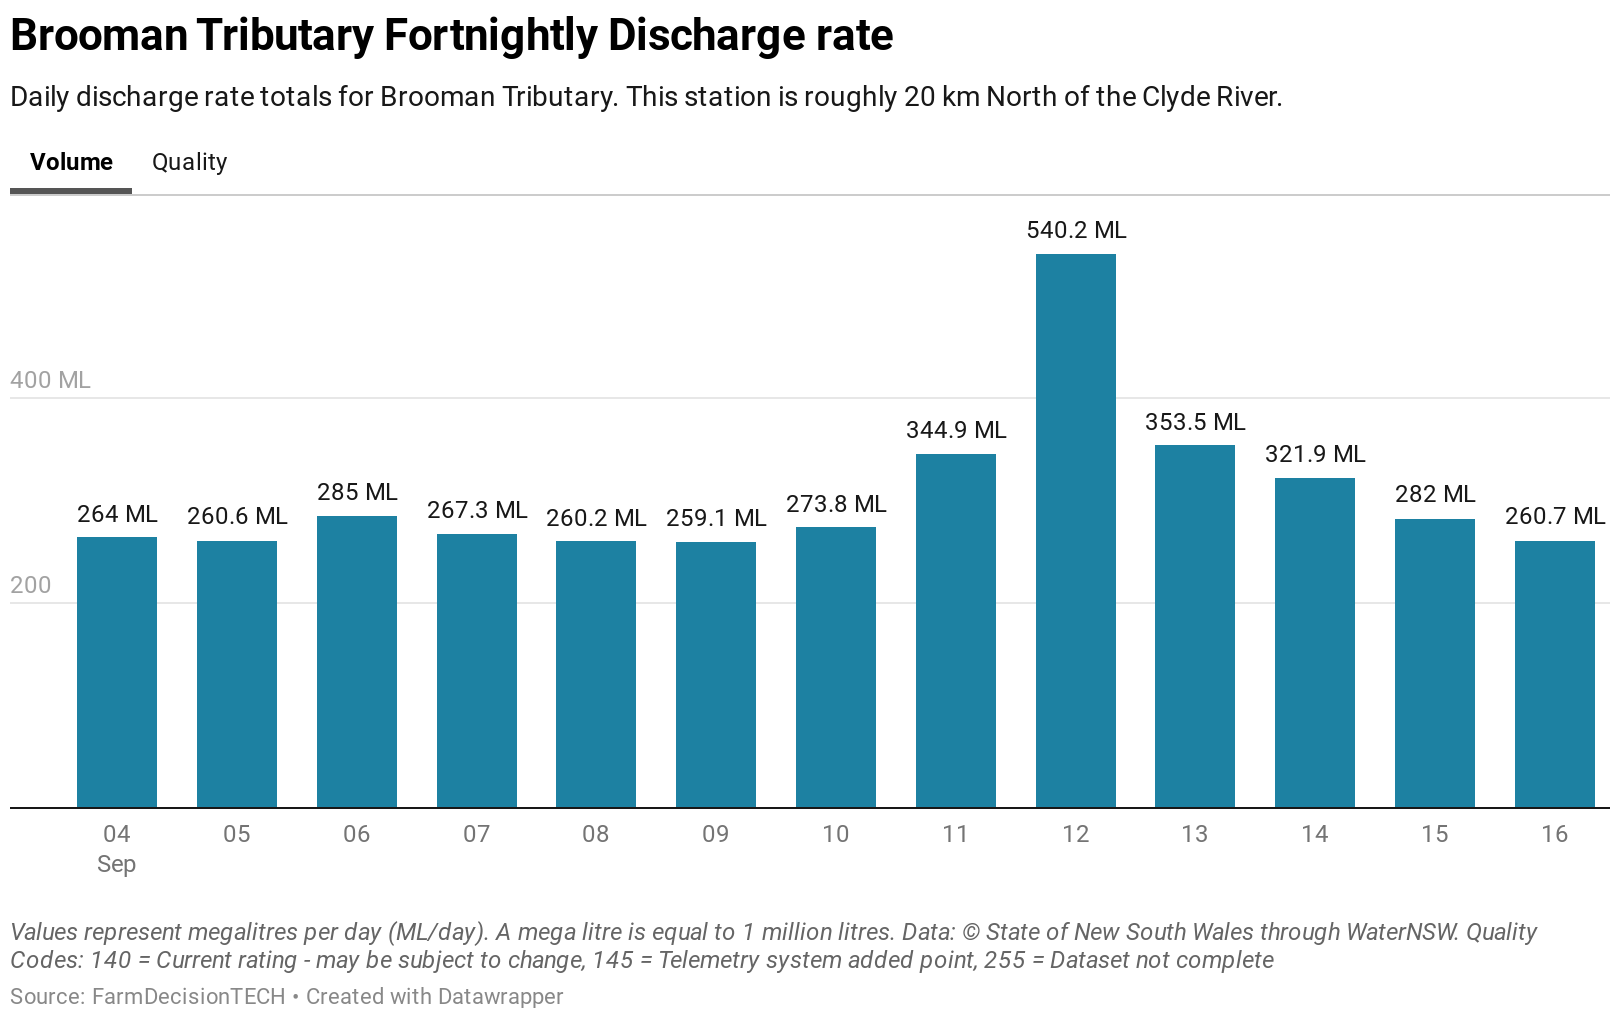 Brooman Tributary Fortnightly Discharge rate
Daily discharge rate totals for Brooman Tributary. This station is roughly 20 km North of the Clyde River.
Volume Quality
540.2 ML
400 ML
353.5 ML
344.9 ML
321.9 ML
285 ML
282 ML
273.8 ML
267.3 ML
264 ML 260.6 ML 260.2 ML 259.1 ML 260.7 ML
200
04 05 06 07 08 09 10 11 12 13 14 15 16
Sep
Values represent megalitres per day (ML/day). A mega litre is equal to 1 million litres. Data: © State of New South Wales through WaterNSW. Quality
Codes: 140 = Current rating - may be subject to change, 145 = Telemetry system added point, 255 = Dataset not complete
Source: FarmDecisionTECH • Created with Datawrapper